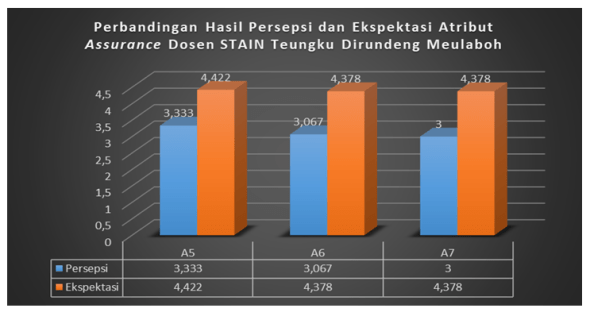 Perbandingan Hasil Persepsi dan Ekspektasi Atribut
Assurance Dosen STAIN Teungku Dirundeng Meulaboh
4,422 4,378 4,378
3,333 3,067 3
4,5
4
3,5
3
2,5
2
1,5
1
0,5
0
A5 A6 A7
Persepsi 3,333 3,067 3
Ekspektasi 4,422 4,378 4,378